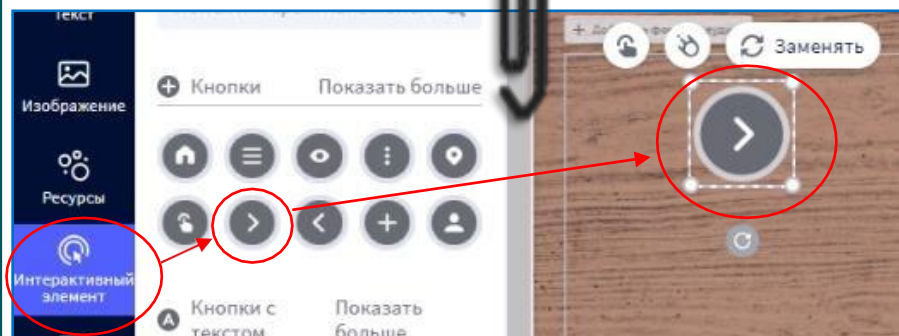 Текст
Изображение
Ресурсы
Интерактивный
элемент
Кнопки Показать больше
Кнопки с Показать
текстом больше
Заменять